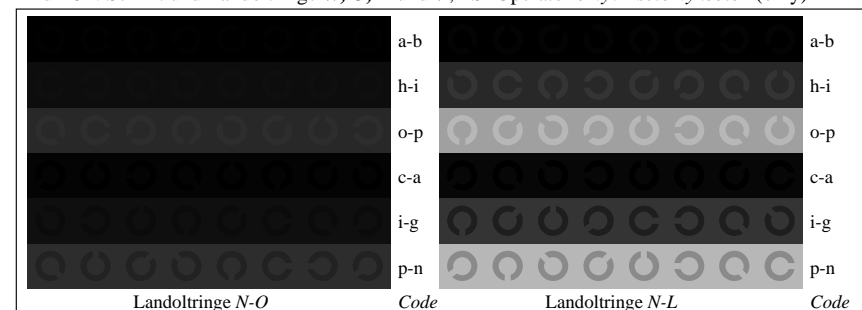 a-b a-b
h-i h-i
o-p o-p
c-a c-a
i-g i-g
p-n p-n
Landoltringe N-O Code Landoltringe N-L Code